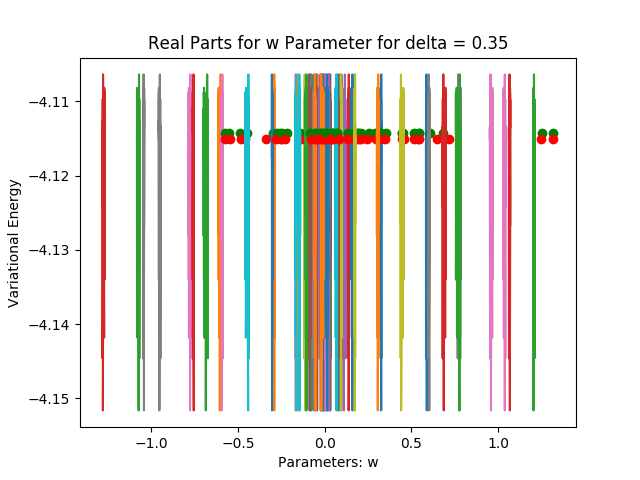 Real Parts for w Parameter for delta = 0.35
−4.11
−4.12
−4.13
−4.14
−4.15
Variational Energy
−1.0 −0.5 0.0 0.5 1.0
Parameters: w